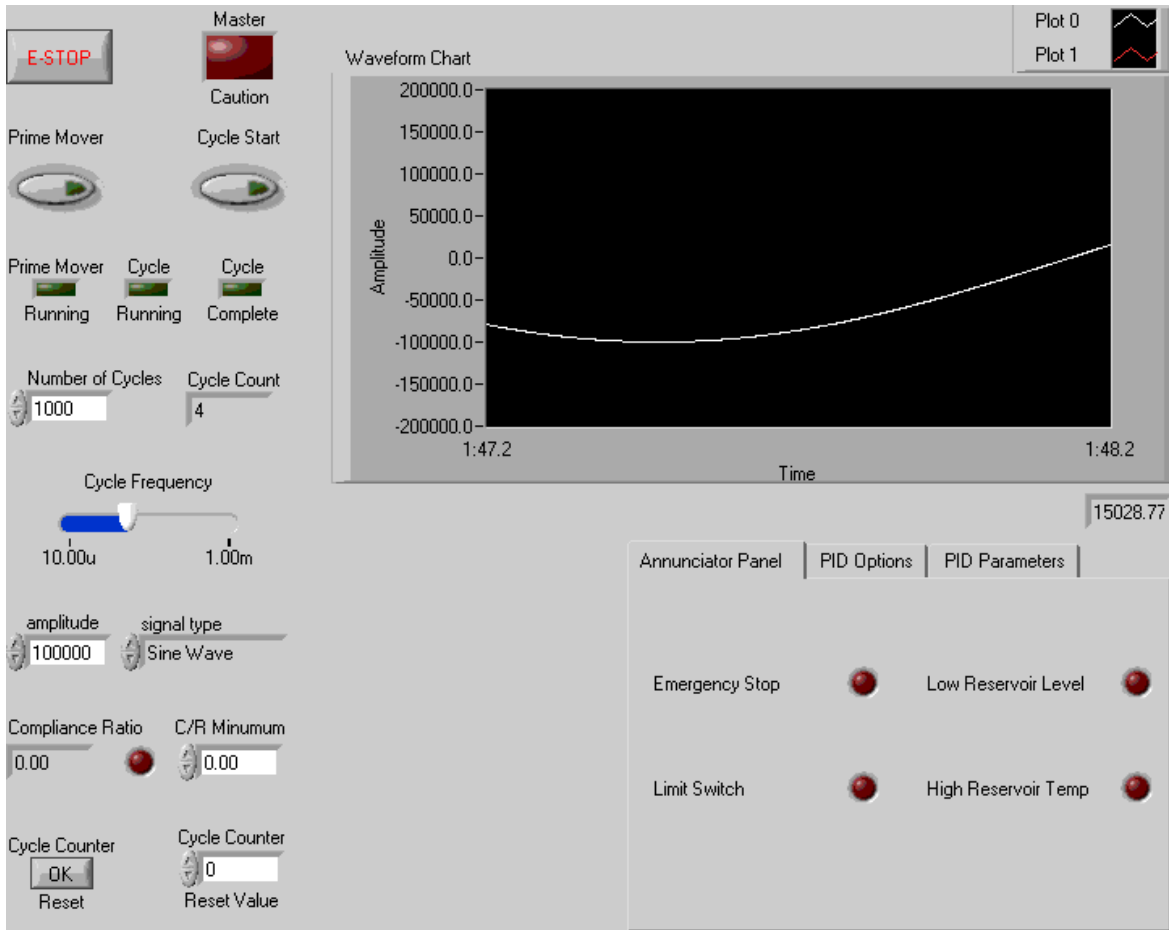 E-STOP
Master
Caution
Prime Mover
Cycle Start
Prime Mover
Running
Cycle
Running
Cycle
Complete
Number of Cycles
1000
Cycle Count
4
Cycle Frequency
10.00u
1.00m
amplitude
100000
signal type
Sine Wave
Compliance Ratio
0.00
C/R Minumum
0.00
Cycle Counter
OK
Reset
Cycle Counter
0
Reset Value
Plot 0
Plot 1
Waveform Chart
200000.0
150000.0
100000.0
50000.0
0.0
-50000.0
-100000.0
-150000.0
-200000.0
Amplitude
1:47.2
1:48.2
Time
15028.77
Annunciator Panel
PID Options
PID Parameters
Emergency Stop
Low Reservoir Level
Limit Switch
High Reservoir Temp